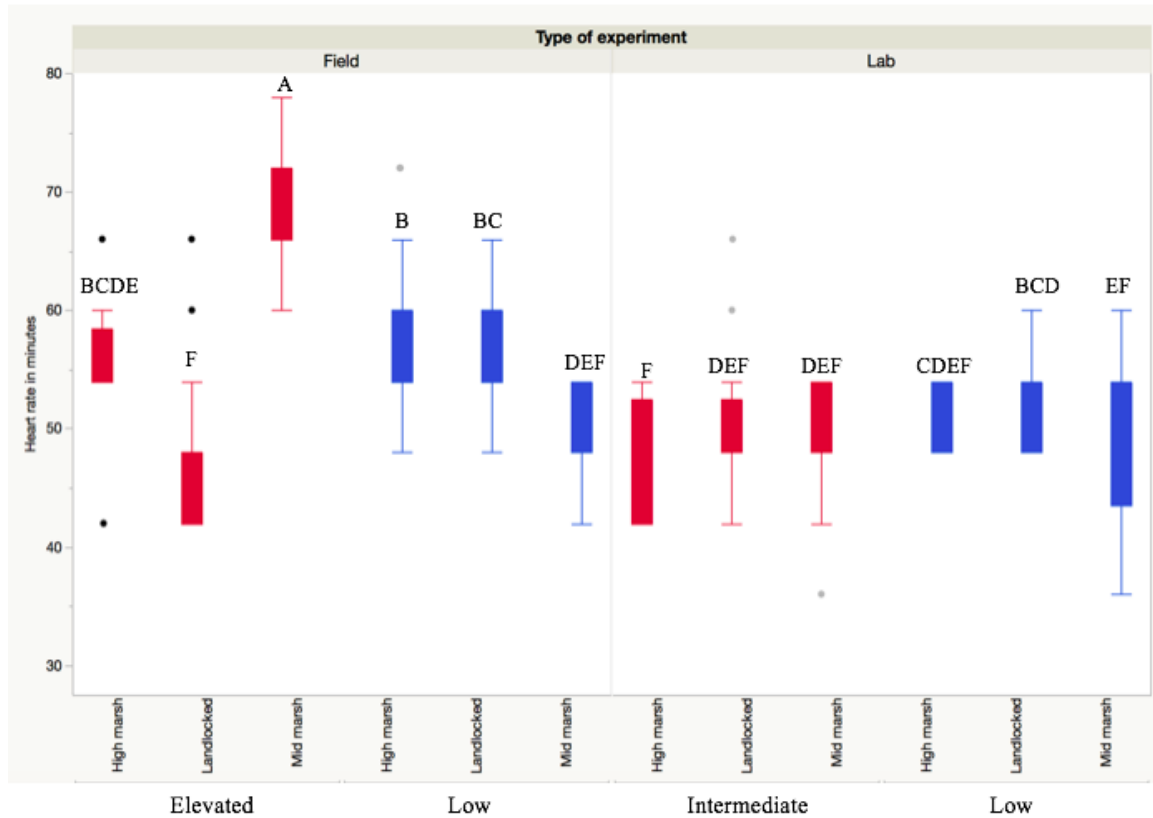 Type of experiment
Field Lab
80
A
70
B BC
BCDE BCD EF
60
F DEF F DEF DEF CDEF
50
40
30
Heart rate in minutes
High marsh Landlocked Mid marsh High marsh Landlocked Mid marsh High marsh Landlocked Mid marsh High marsh Landlocked Mid marsh
Elevated Low Intermediate Low